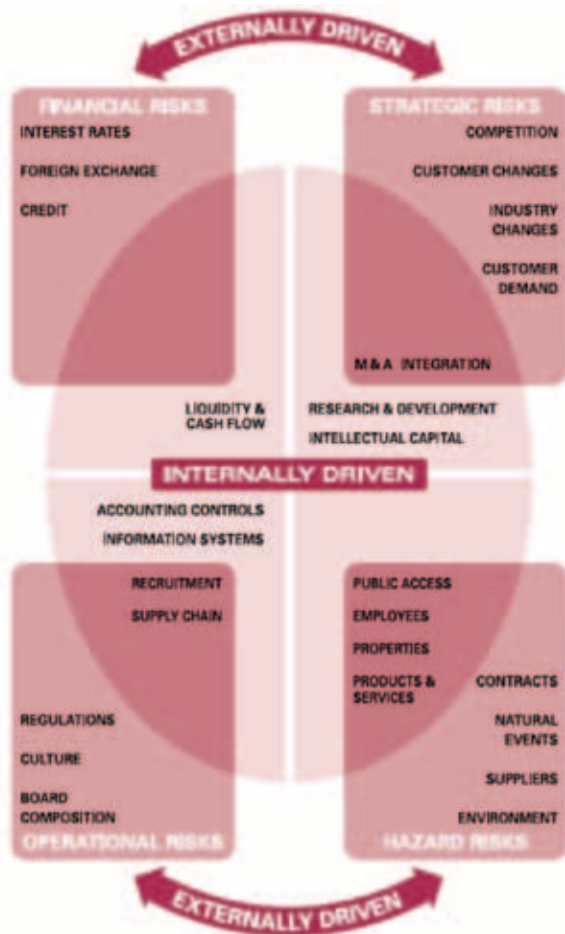 EXTERNALLY DRIVEN
FINANCIAL RISKS
INTEREST RATES
FOREIGN EXCHANGE
CREDIT
STRATEGIC RISKS
COMPETITION
CUSTOMER CHANGES
INDUSTRY
CHANGES
CUSTOMER
DEMAND
M & A INTEGRATION
LIQUIDITY &
CASH FLOW
RESEARCH & DEVELOPMENT
INTELLECTUAL CAPITAL
INTERNALLY DRIVEN
ACCOUNTING CONTROLS
INFORMATION SYSTEMS
RECRUITMENT
SUPPLY CHAIN
REGULATIONS
CULTURE
BOARD
COMPOSITION
OPERATIONAL RISKS
PUBLIC ACCESS
EMPLOYEES
PROPERTIES
PRODUCTS &
SERVICES
CONTRACTS
NATURAL
EVENTS
SUPPLIERS
ENVIRONMENT
HAZARD RISKS
EXTERNALLY DRIVEN